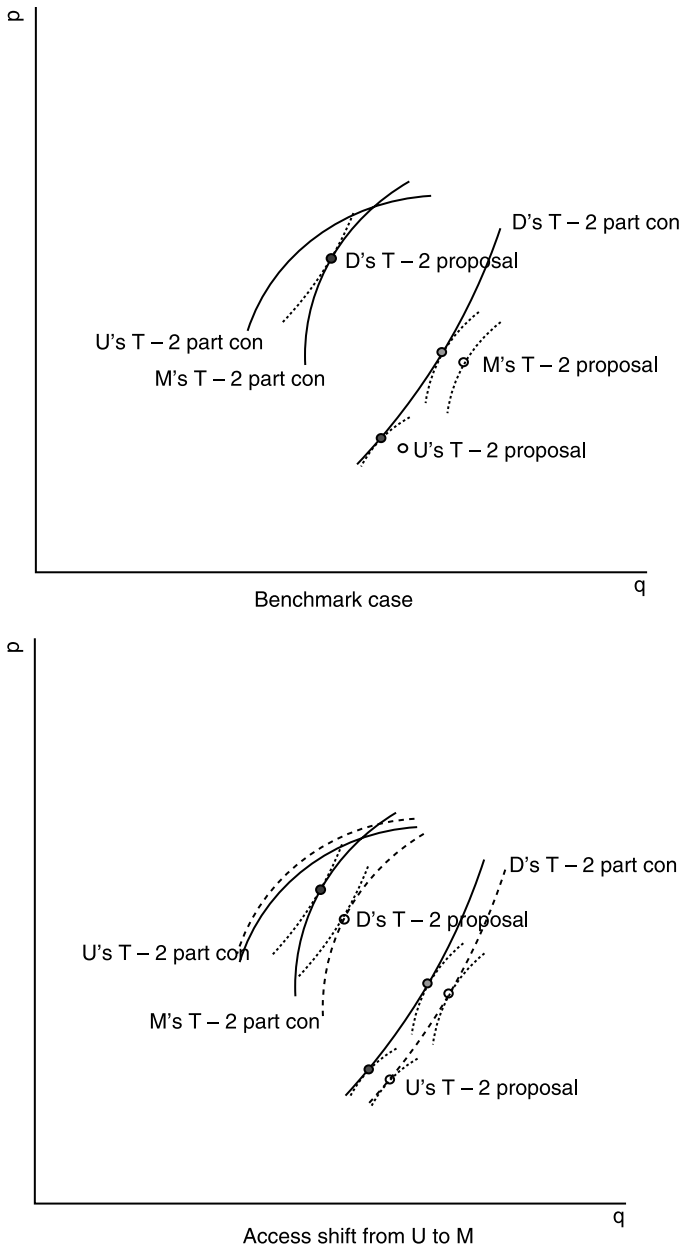 p
D's T – 2 part con
D's T – 2 proposal
U's T – 2 part con
M's T – 2 part con
M's T – 2 proposal
U's T – 2 proposal
q
Benchmark case
p
D's T – 2 part con
D's T – 2 proposal
U's T – 2 part con
M's T – 2 part con
U's T – 2 proposal
q
Access shift from U to M